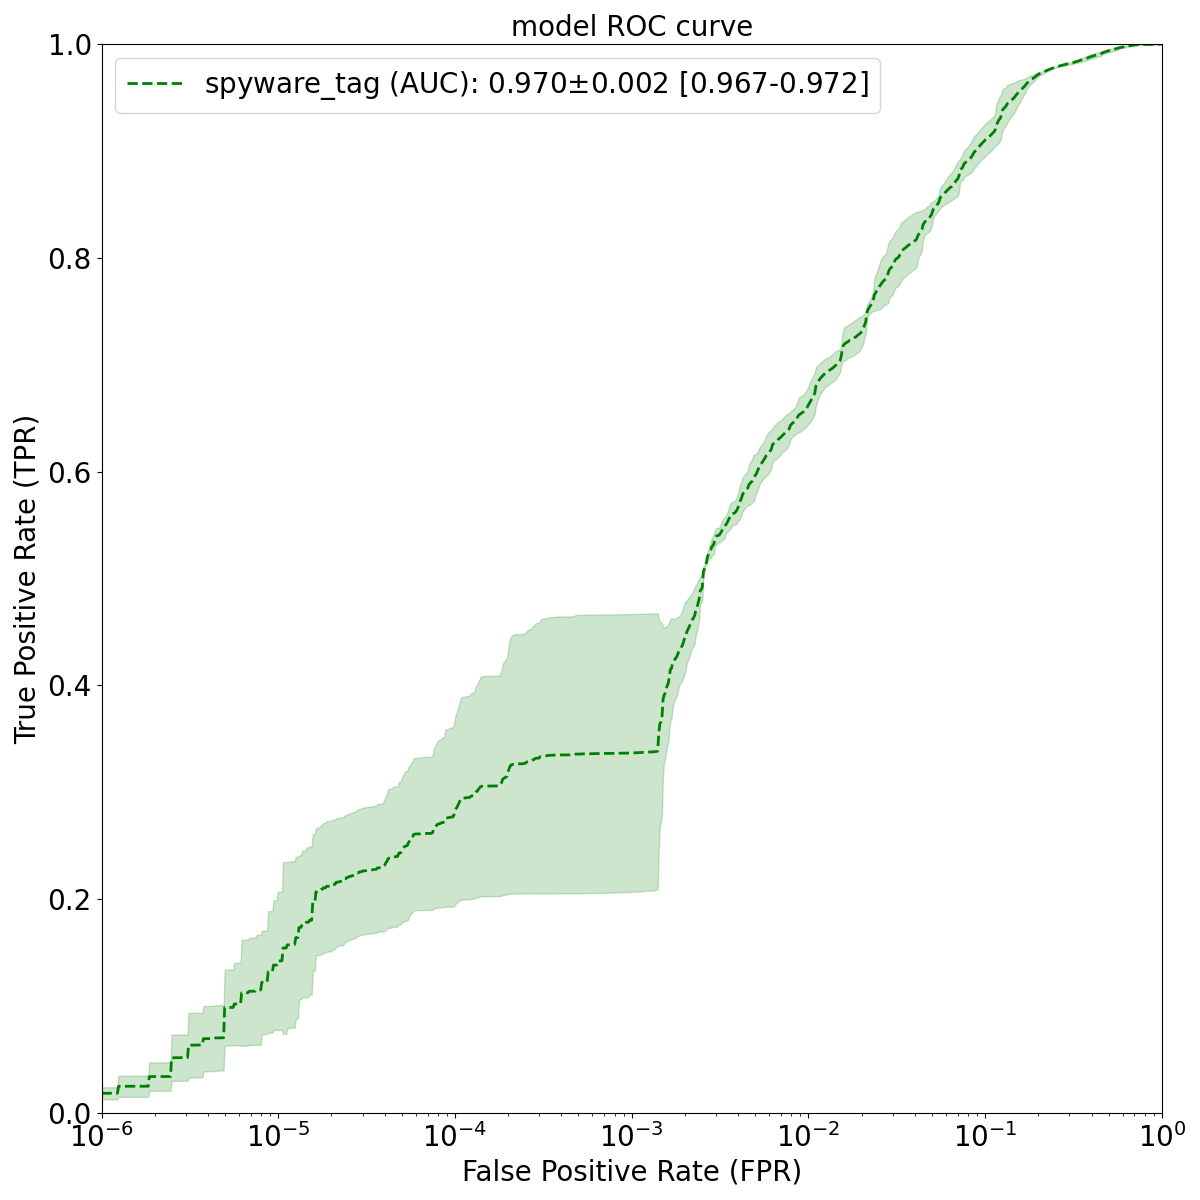 model ROC curve
spyware_tag (AUC): 0.970±0.002 [0.967-0.972]
True Positive Rate (TPR)
1.0
0.8
0.6
0.4
0.2
0.0
10⁻⁶ 10⁻⁵ 10⁻⁴ 10⁻³ 10⁻² 10⁻¹ 10⁰
False Positive Rate (FPR)